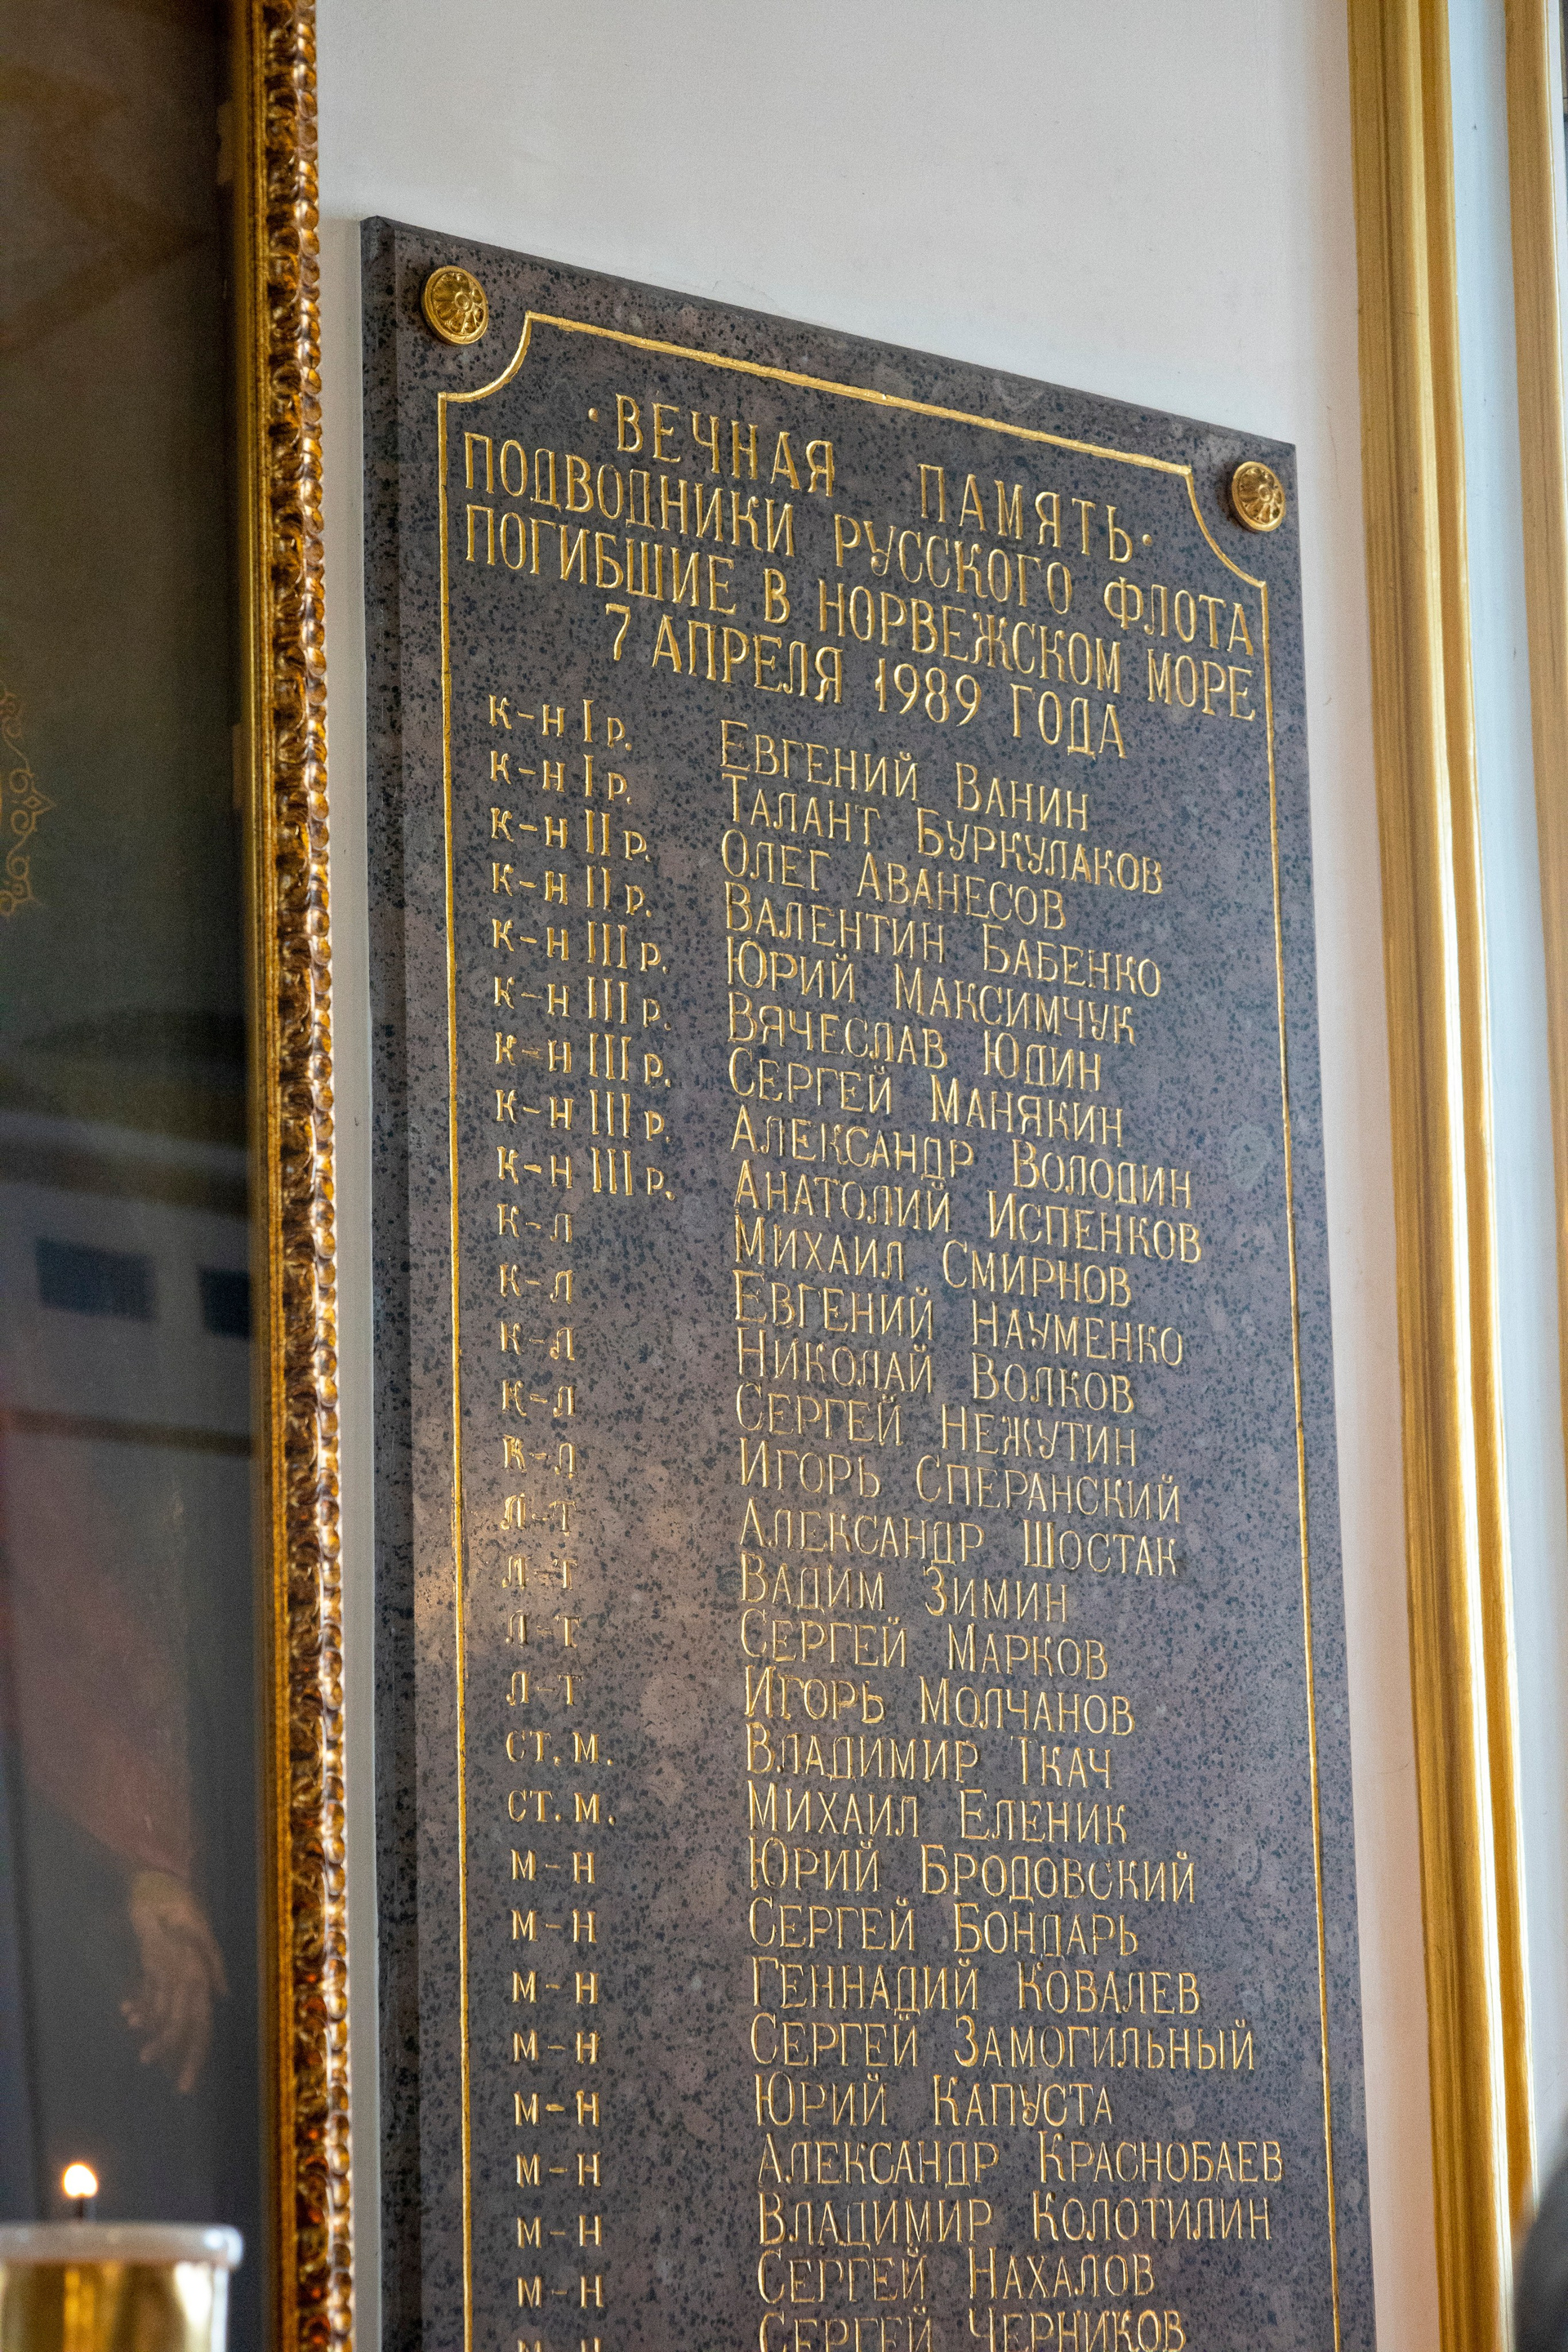 ·ВЕЧНАЯ ПАМЯТЬ·
ПОДВОДНИКИ РУССКОГО ФЛОТА
ПОГИБШИЕ В НОРВЕЖСКОМ МОРЕ
7 АПРЕЛЯ 1989 ГОДА
К-Н I Р. ЕВГЕНИЙ ВАНИН
К-Н I Р. ТАЛАНТ БУРКУЛАКОВ
К-Н II Р. ОЛЕГ АВАНЕСОВ
К-Н II Р. ВАЛЕНТИН БАБЕНКО
К-Н III Р. ЮРИЙ МАКСИМЧУК
К-Н III Р. ВЯЧЕСЛАВ ЮДИН
К-Н III Р. СЕРГЕЙ МАНЯКИН
К-Н III Р. АЛЕКСАНДР ВОЛОДИН
К-Н III Р. АНАТОЛИЙ ИСПЕНКОВ
К-Л МИХАИЛ СМИРНОВ
К-Л ЕВГЕНИЙ НАУМЕНКО
К-Л НИКОЛАЙ ВОЛКОВ
К-Л СЕРГЕЙ НЕЖУТИН
К-Л ИГОРЬ СПЕРАНСКИЙ
Л-Т АЛЕКСАНДР ШОСТАК
Л-Т ВАДИМ ЗИМИН
Л-Т СЕРГЕЙ МАРКОВ
Л-Т ИГОРЬ МОЛЧАНОВ
СТ. М. ВЛАДИМИР ТКАЧ
СТ. М. МИХАИЛ ЕЛЕНИК
М-Н ЮРИЙ БРОДОВСКИЙ
М-Н СЕРГЕЙ БОНДАРЬ
М-Н ГЕННАДИЙ КОВАЛЕВ
М-Н СЕРГЕЙ ЗАМОГИЛЬНЫЙ
М-Н ЮРИЙ КАПУСТА
М-Н АЛЕКСАНДР КРАСНОБАЕВ
М-Н ВЛАДИМИР КОЛОТИЛИН
М-Н СЕРГЕЙ НАХАЛОВ
М-Н СЕРГЕЙ ЧЕРНИКОВ